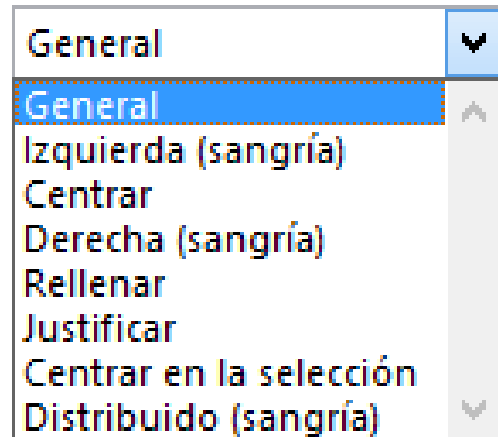 General
General
Izquierda (sangría)
Centrar
Derecha (sangría)
Rellenar
Justificar
Centrar en la selección
Distribuido (sangría)